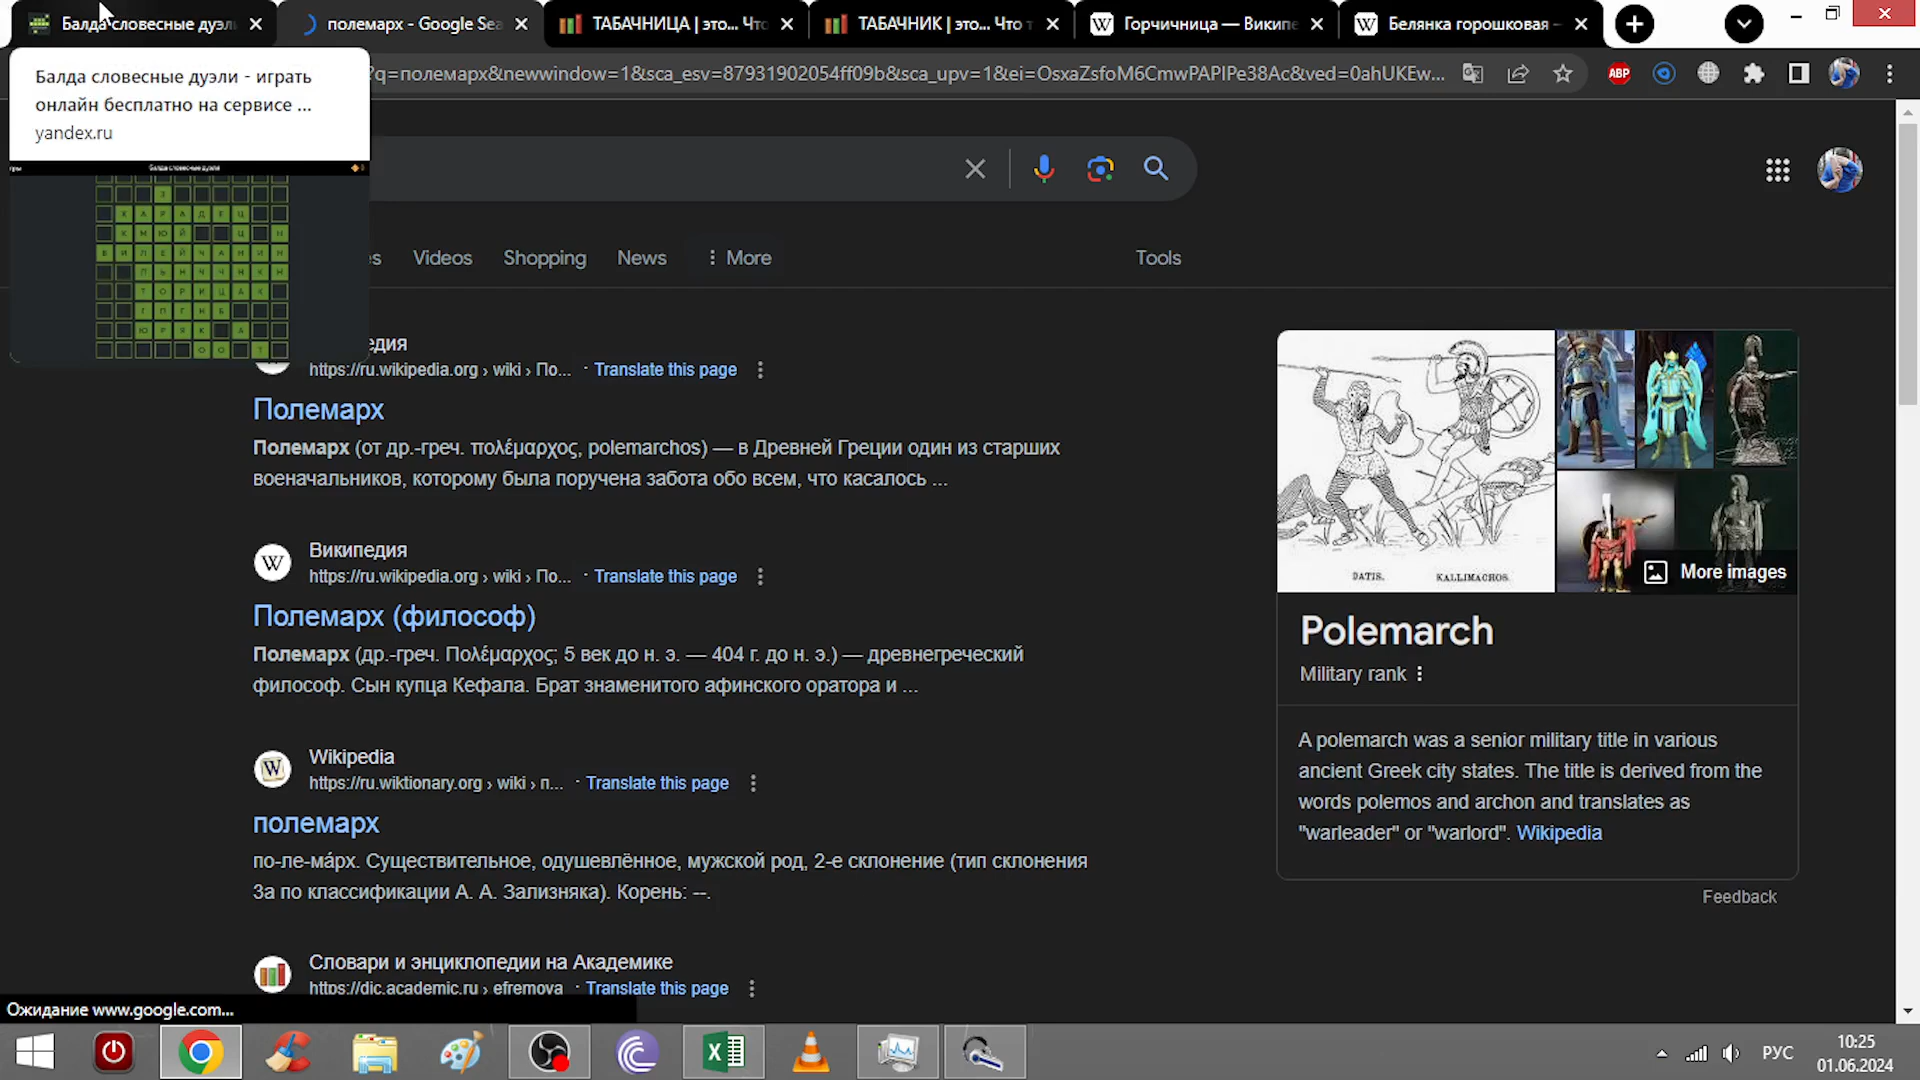 Балда словесные дуэли
полемарх - Google Sea
ТАБАЧНИЦА | это... Что
ТАБАЧНИК | это... Что т
Горчичница — Википе
Белянка горошковая –
Балда словесные дуэли - играть
онлайн бесплатно на сервисе ...
yandex.ru
?q=полемарх&newwindow=1&sca_esv=87931902054ff09b&sca_upv=1&ei=OsxaZsfoM6CmwPAPIPe38Ac&ved=0ahUKEw...
ABP
Балда словесные дуэли
З
Х А Р А Д Е Ц
К М Ю Й Ц Н
В И Л Е Й Ч А Н И Н
Т О Р И Ц А К
Ю Р Я К А
О О Т
es
Videos
Shopping
News
More
Tools
едия
https://ru.wikipedia.org › wiki › По... · Translate this page
Полемарх
Полемарх (от др.-греч. πολέμαρχος, polemarchos) — в Древней Греции один из старших
военачальников, которому была поручена забота обо всем, что касалось ...
Википедия
https://ru.wikipedia.org › wiki › По... · Translate this page
Полемарх (философ)
Полемарх (др.-греч. Πολέμαρχος; 5 век до н. э. — 404 г. до н. э.) — древнегреческий
философ. Сын купца Кефала. Брат знаменитого афинского оратора и ...
Wikipedia
https://ru.wiktionary.org › wiki › п... · Translate this page
полемарх
по-ле-ма́рх. Существительное, одушевлённое, мужской род, 2-е склонение (тип склонения
3a по классификации А. А. Зализняка). Корень: --.
Словари и энциклопедии на Академике
https://dic.academic.ru › efremova · Translate this page
DATIS. KALLIMACHOS.
More images
Polemarch
Military rank
A polemarch was a senior military title in various
ancient Greek city states. The title is derived from the
words polemos and archon and translates as
"warleader" or "warlord". Wikipedia
Feedback
Ожидание www.google.com...
РУС
10:25
01.06.2024